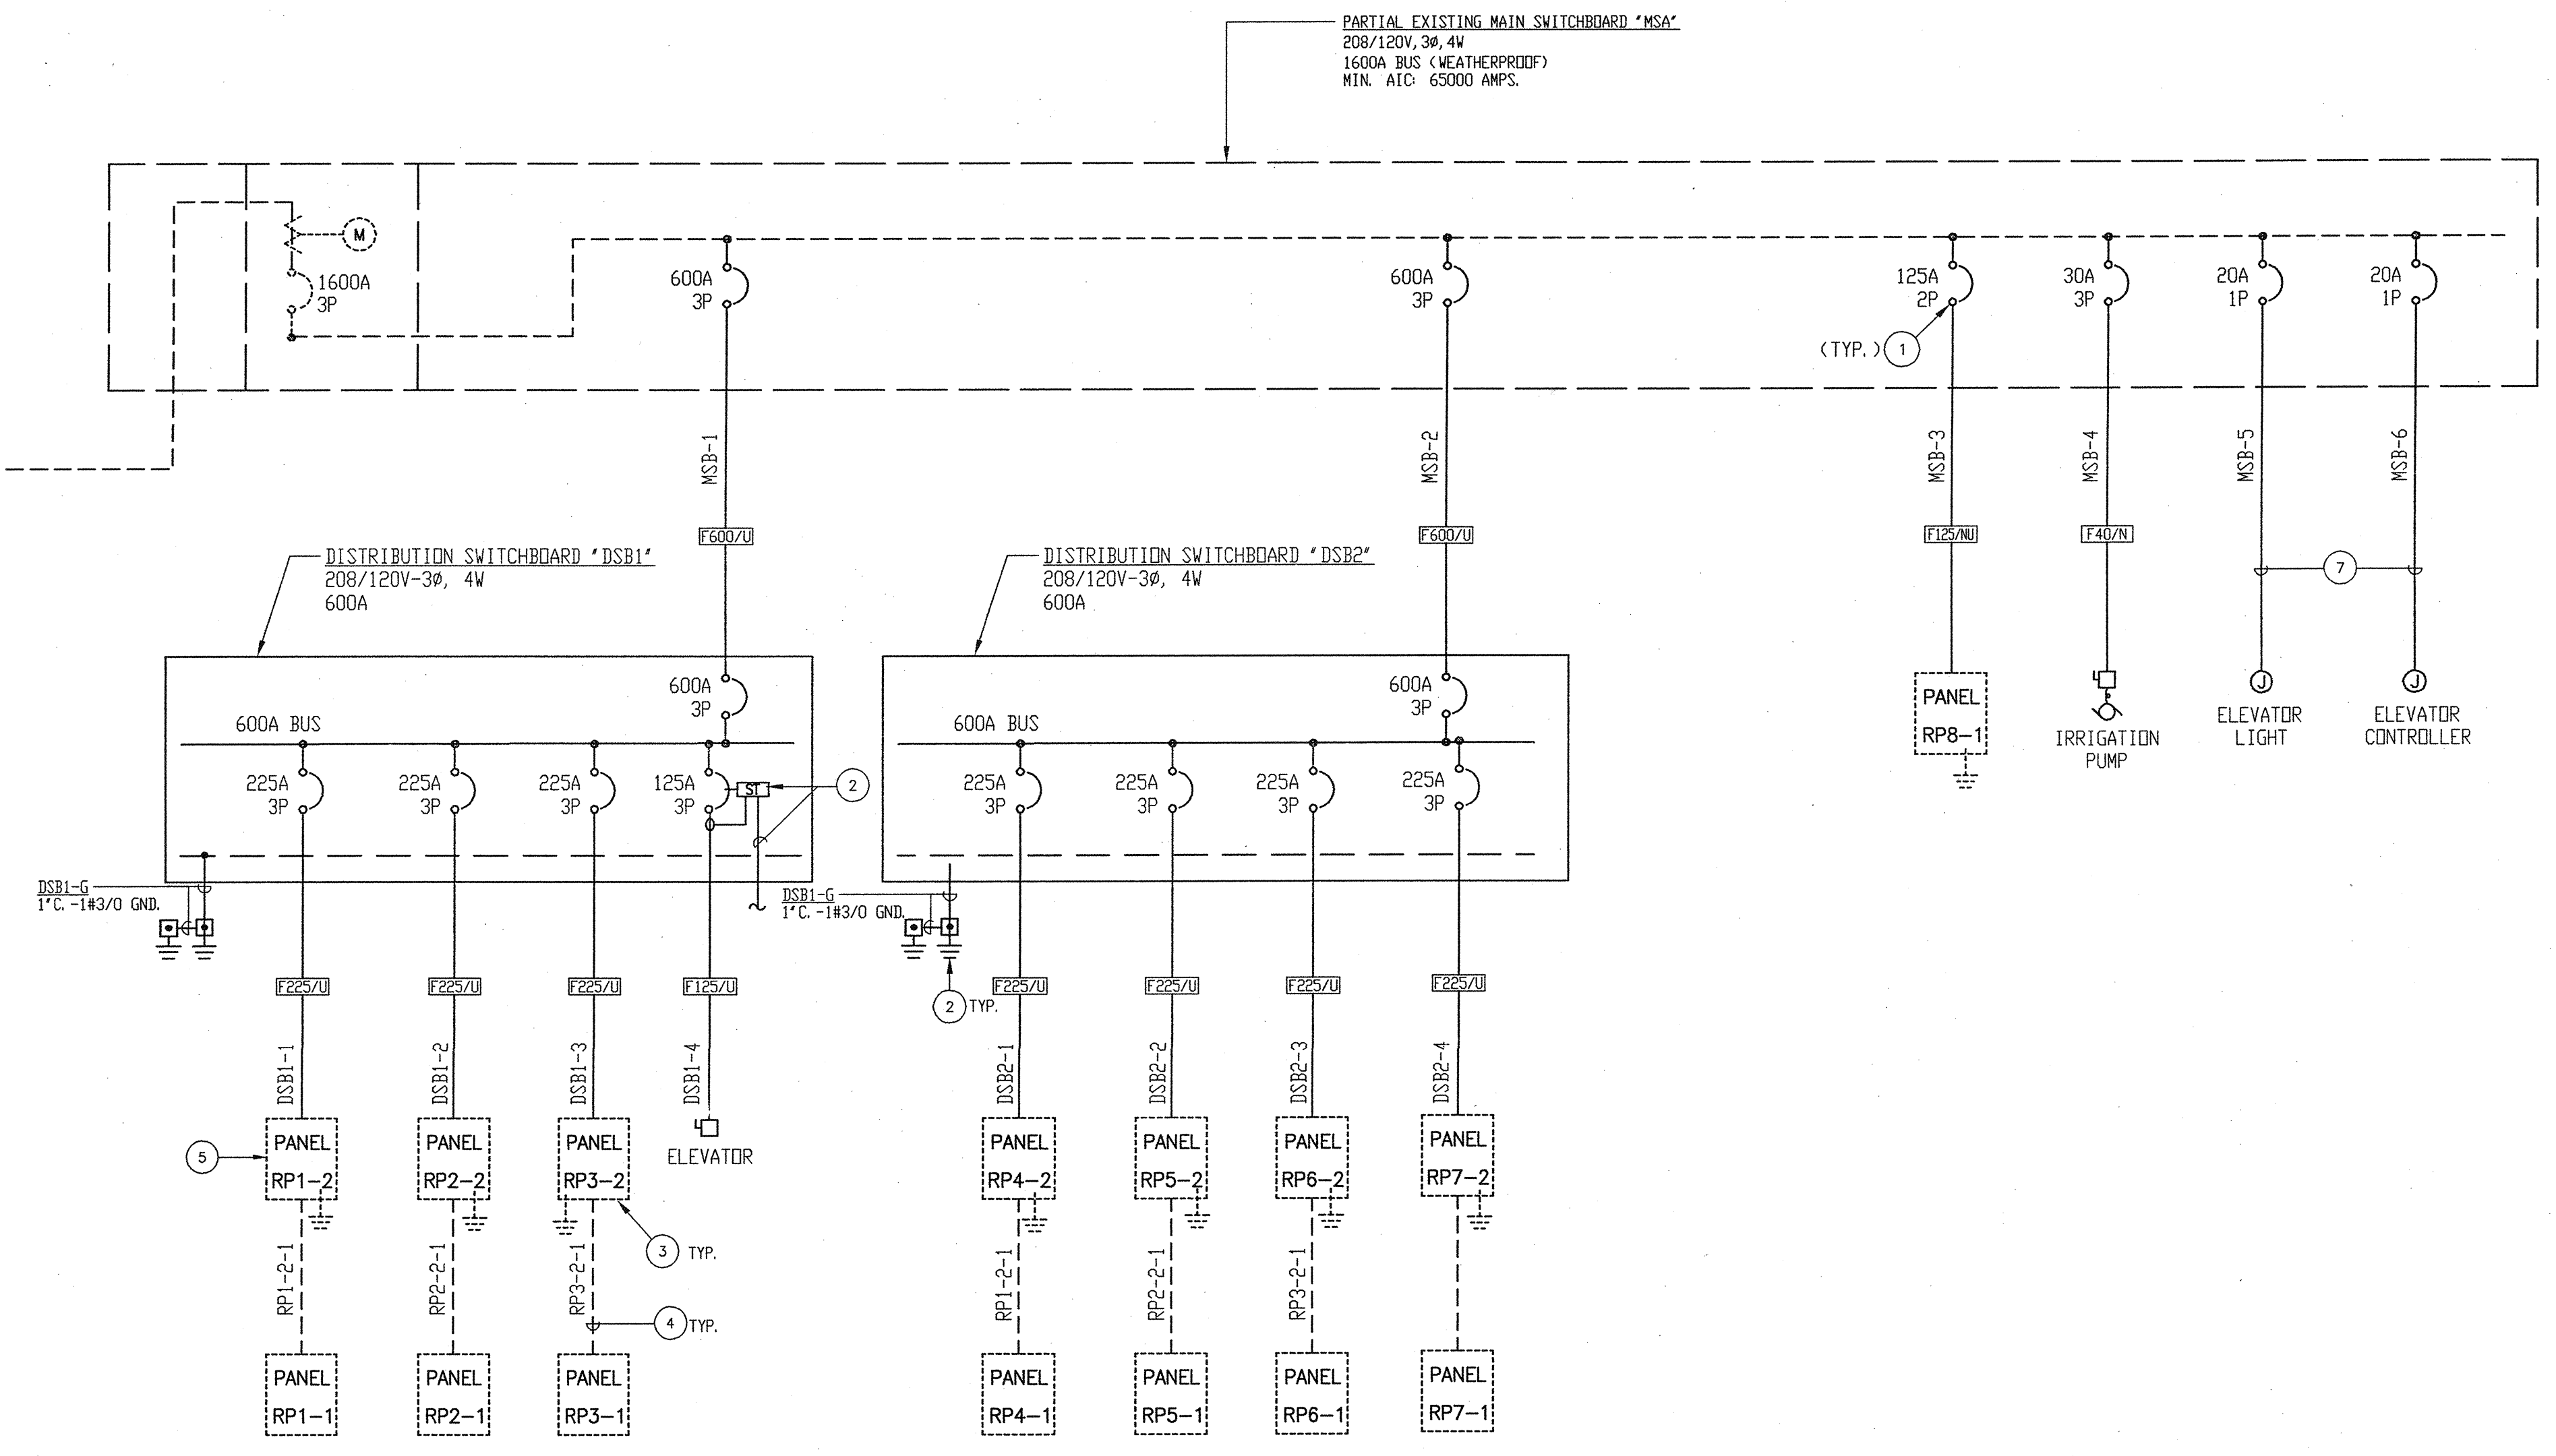 PARTIAL EXISTING MAIN SWITCHBOARD "MSA"
208/120V, 3Ø, 4W
1600A BUS (WEATHERPROOF)
MIN. AIC: 65000 AMPS.
M
1600A
3P
600A
3P
600A
3P
125A
2P
30A
3P
20A
1P
20A
1P
(TYP.) 1
MSB-1
MSB-2
MSB-3
MSB-4
MSB-5
MSB-6
F600/U
F600/U
F125/NU
F40/N
7
DISTRIBUTION SWITCHBOARD "DSB1"
208/120V-3Ø, 4W
600A
DISTRIBUTION SWITCHBOARD "DSB2"
208/120V-3Ø, 4W
600A
600A
3P
600A BUS
600A
3P
600A BUS
PANEL
RP8-1
IRRIGATION
PUMP
J
ELEVATOR
LIGHT
J
ELEVATOR
CONTROLLER
225A
3P
225A
3P
225A
3P
125A
3P
ST
2
225A
3P
225A
3P
225A
3P
225A
3P
DSB1-G
1"C. -1#3/0 GND.
DSB1-G
1"C. -1#3/0 GND.
2 TYP.
F225/U
F225/U
F225/U
F125/U
F225/U
F225/U
F225/U
F225/U
DSB1-1
DSB1-2
DSB1-3
DSB1-4
DSB2-1
DSB2-2
DSB2-3
DSB2-4
5
PANEL
RP1-2
PANEL
RP2-2
PANEL
RP3-2
ELEVATOR
PANEL
RP4-2
PANEL
RP5-2
PANEL
RP6-2
PANEL
RP7-2
3 TYP.
RP1-2-1
RP2-2-1
RP3-2-1
4 TYP.
RP1-2-1
RP2-2-1
RP3-2-1
PANEL
RP1-1
PANEL
RP2-1
PANEL
RP3-1
PANEL
RP4-1
PANEL
RP5-1
PANEL
RP6-1
PANEL
RP7-1